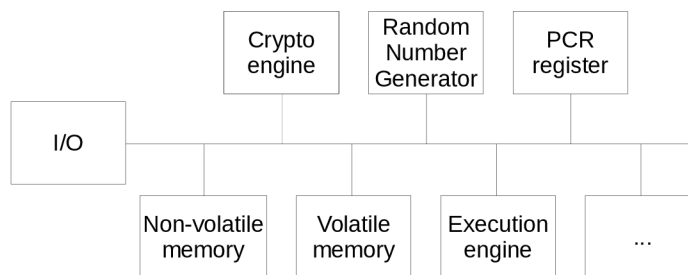 Crypto
engine
Random
Number
Generator
PCR
register
I/O
Non-volatile
memory
Volatile
memory
Execution
engine
...